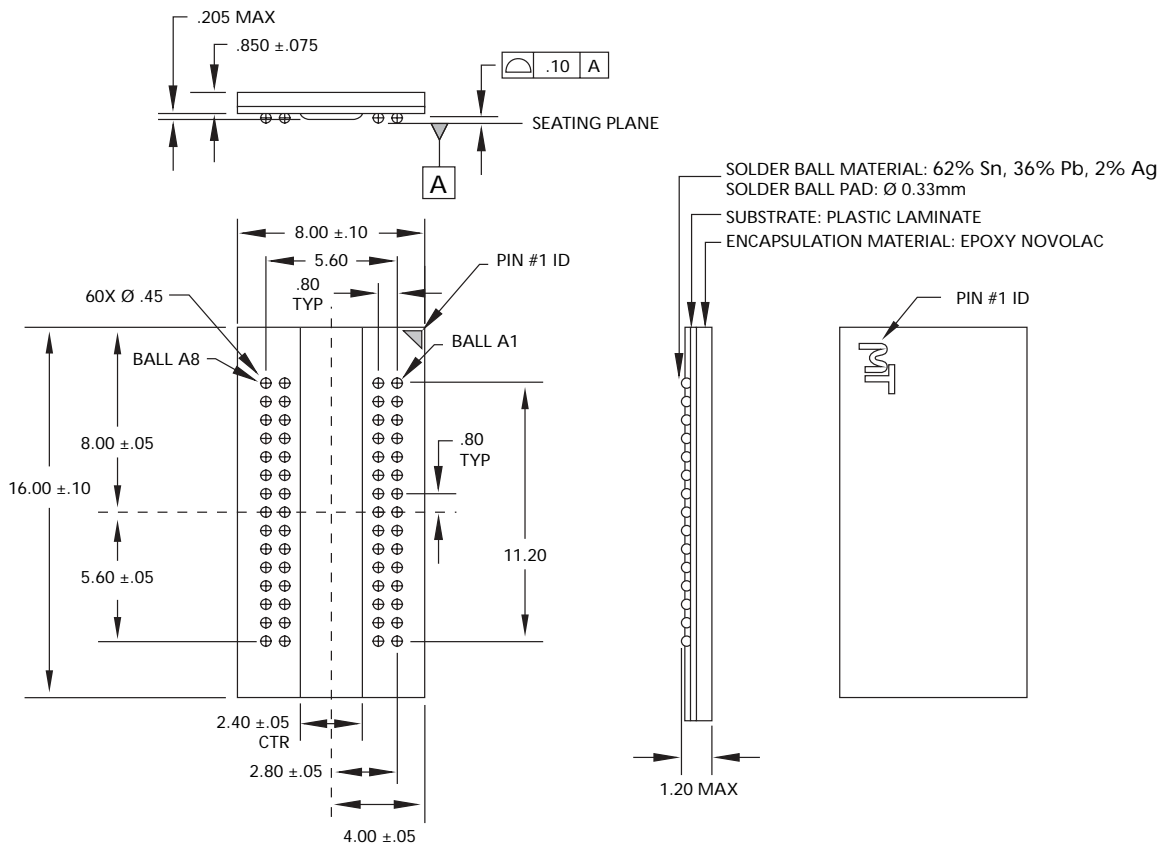 .205 MAX
.850 ±.075
.10 A
SEATING PLANE
A
SOLDER BALL MATERIAL: 62% Sn, 36% Pb, 2% Ag
SOLDER BALL PAD: Ø 0.33mm
SUBSTRATE: PLASTIC LAMINATE
ENCAPSULATION MATERIAL: EPOXY NOVOLAC
8.00 ±.10
5.60
PIN #1 ID
.80
TYP
60X Ø .45
PIN #1 ID
BALL A1
BALL A8
MT
8.00 ±.05
.80
TYP
16.00 ±.10
11.20
5.60 ±.05
2.40 ±.05
CTR
2.80 ±.05
1.20 MAX
4.00 ±.05